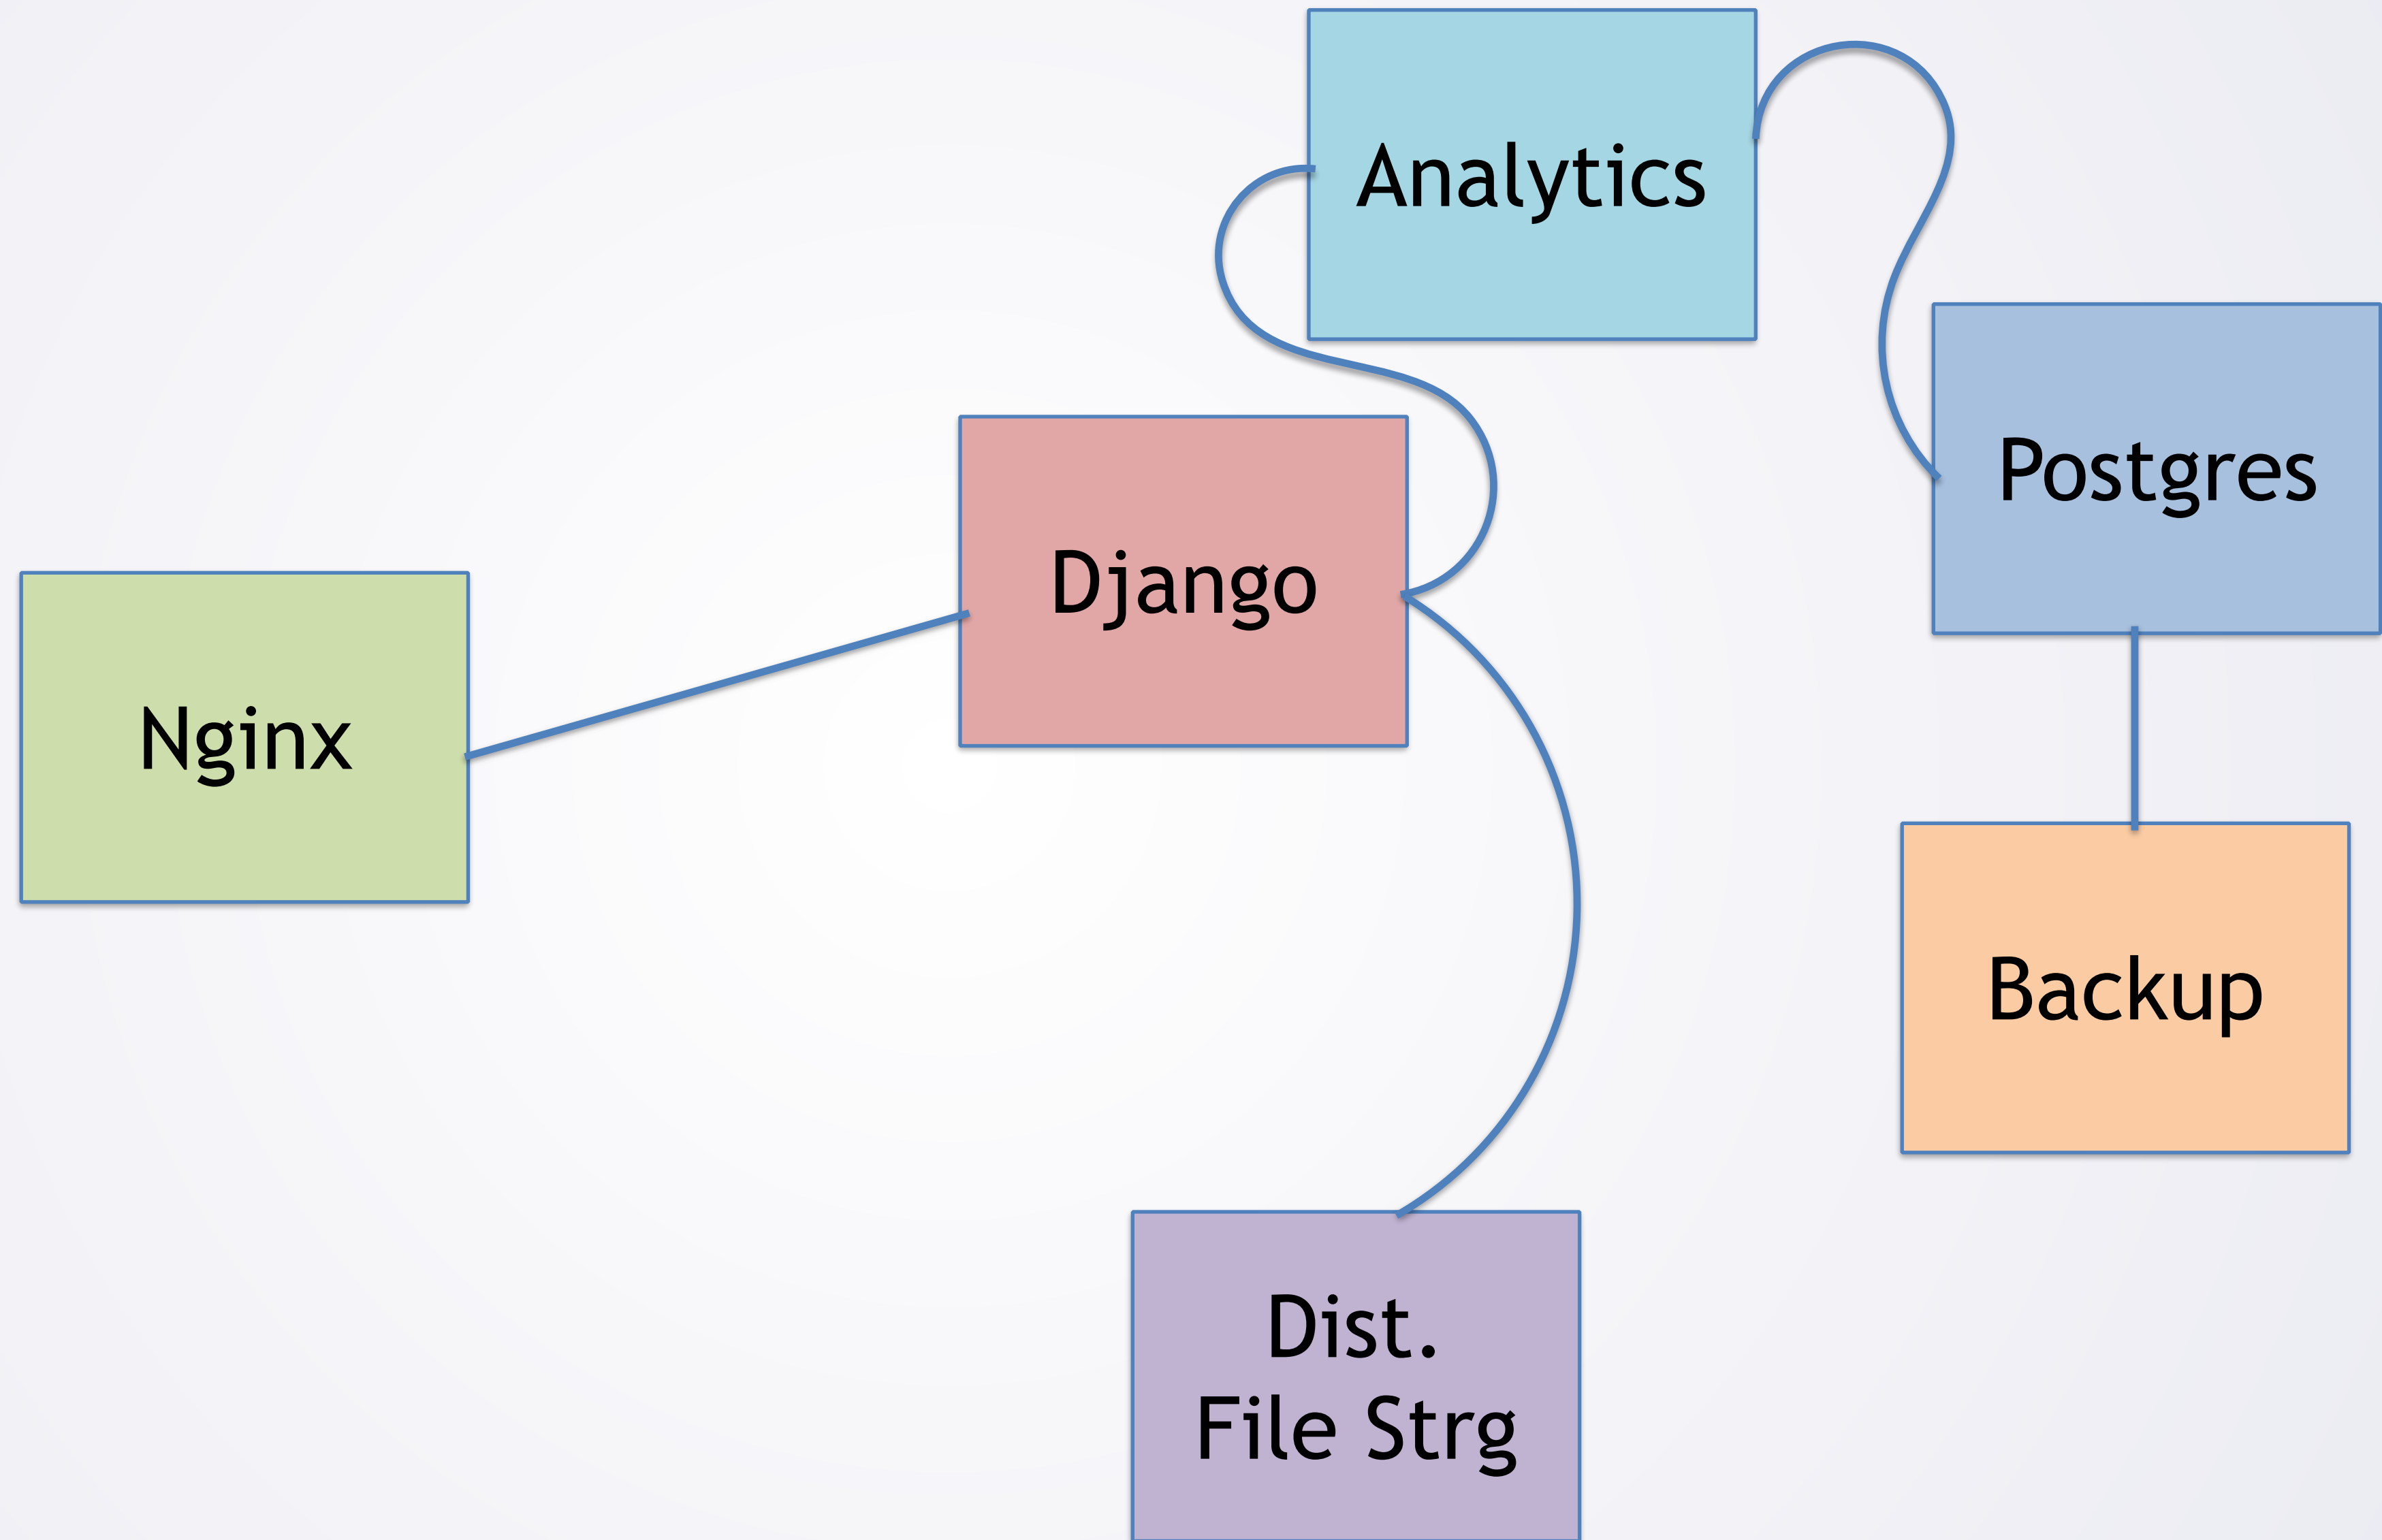 Analytics
Postgres
Django
Nginx
Backup
Dist.
File Strg